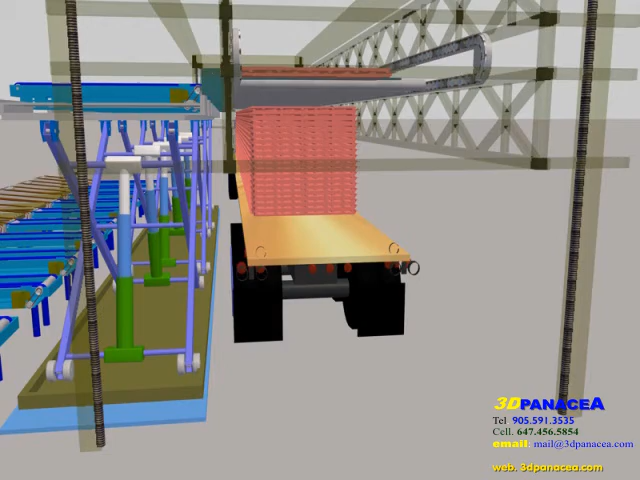 3DPANACEA
Tel 905.591.3535
Cell. 647.456.5854
email: mail@3dpanacea.com
web. 3dpanacea.com